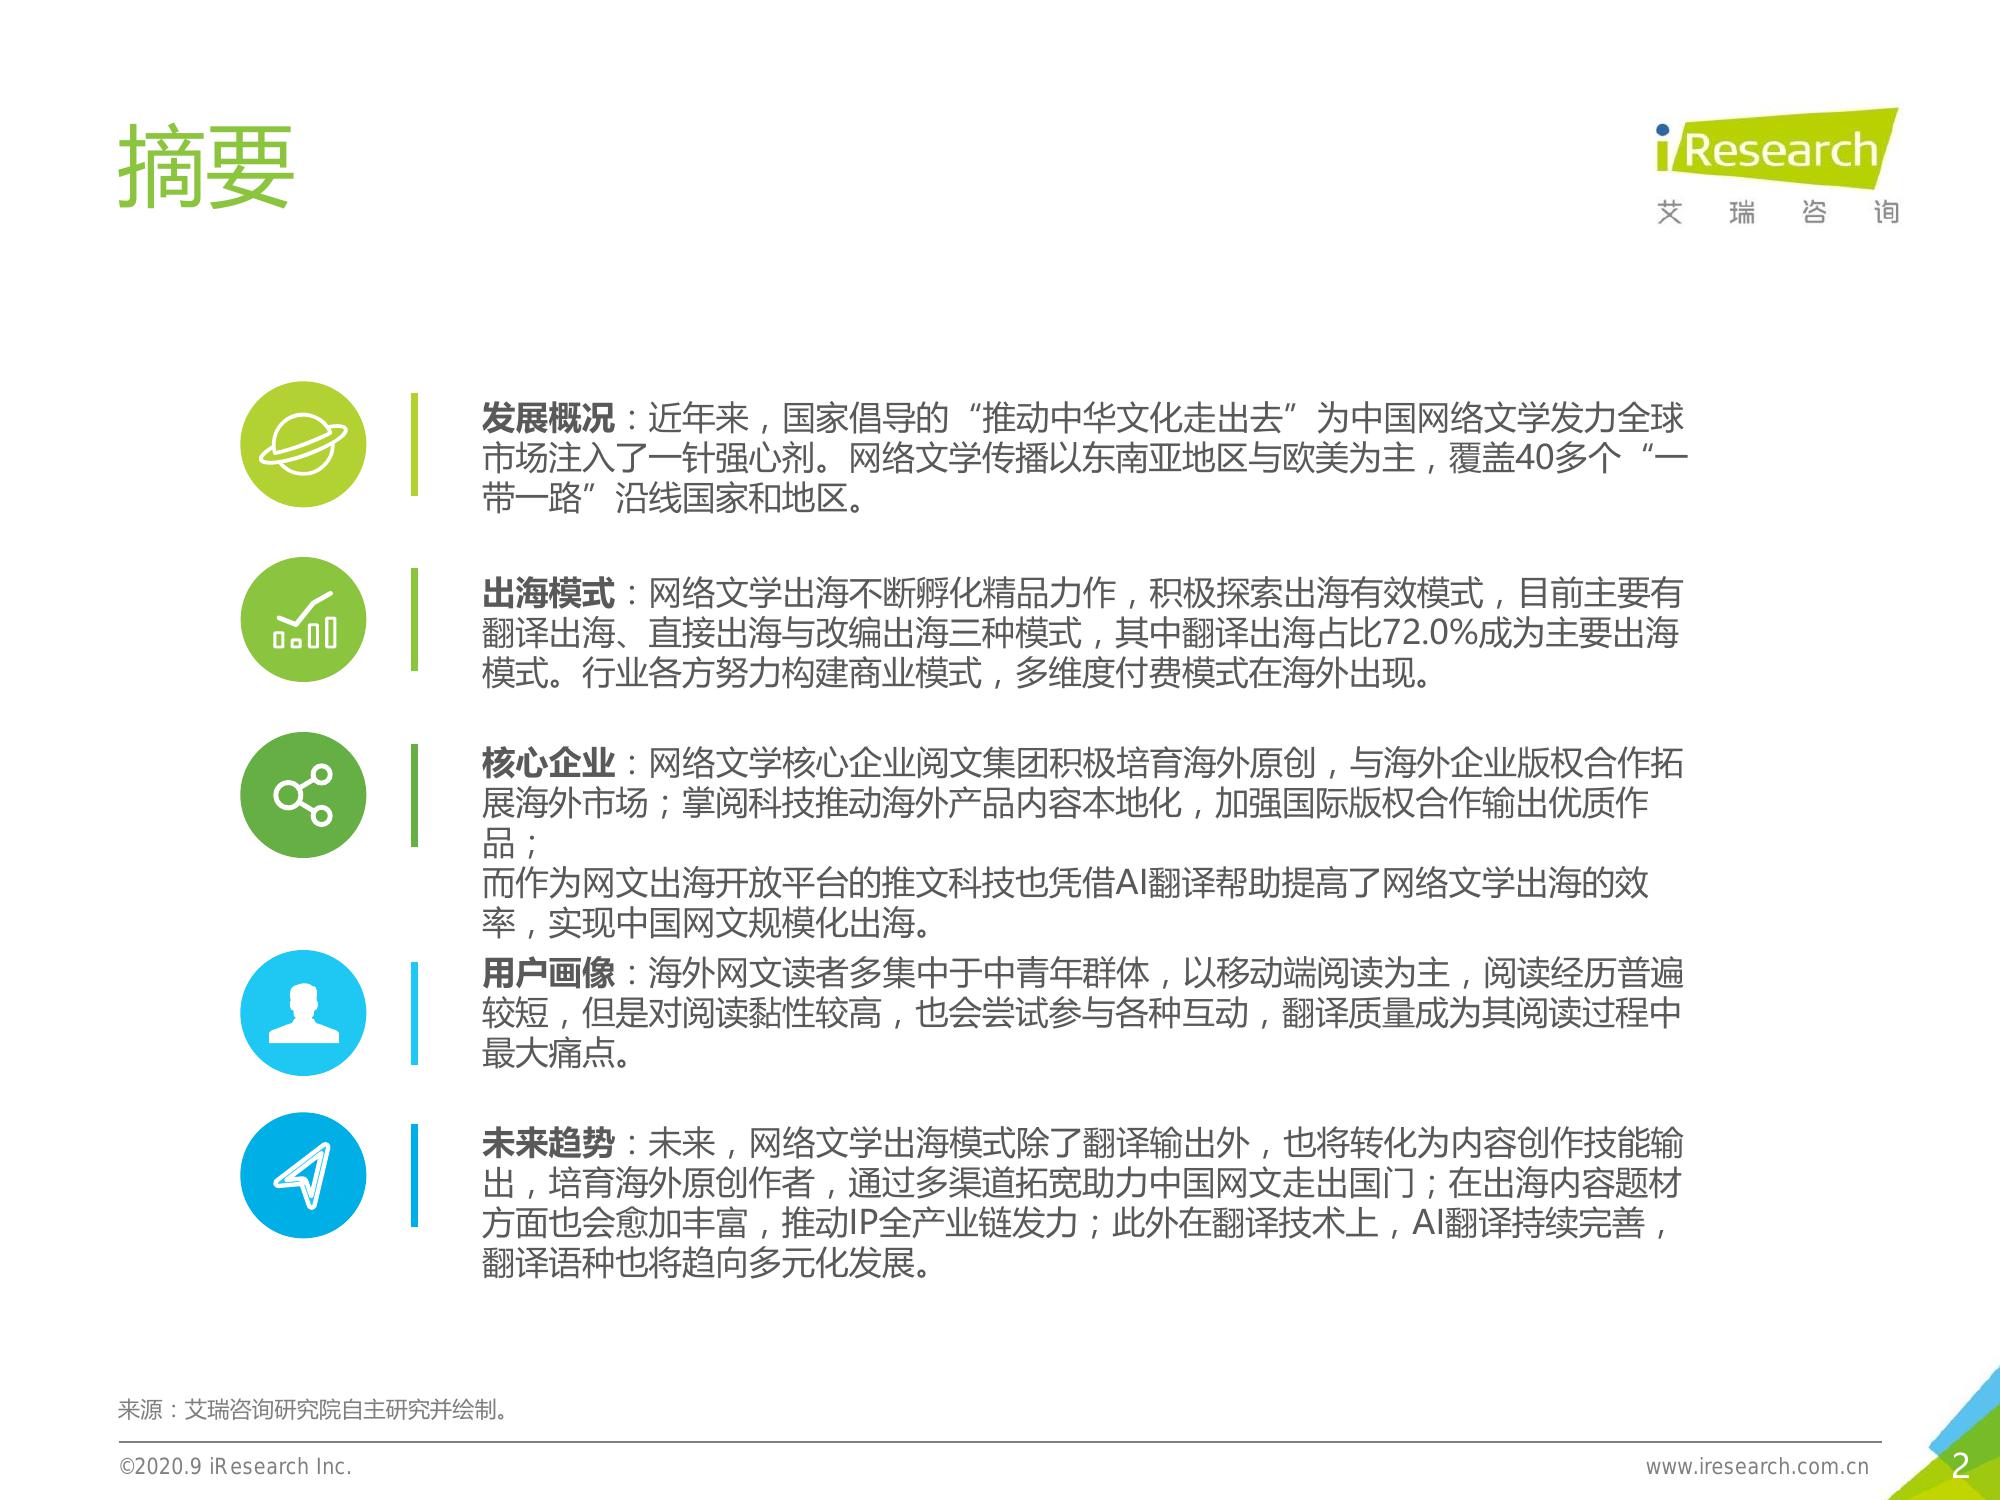 摘要
iResearch
艾瑞咨询
发展概况：近年来，国家倡导的“推动中华文化走出去”为中国网络文学发力全球
市场注入了一针强心剂。网络文学传播以东南亚地区与欧美为主，覆盖40多个“一
带一路”沿线国家和地区。
出海模式：网络文学出海不断孵化精品力作，积极探索出海有效模式，目前主要有
翻译出海、直接出海与改编出海三种模式，其中翻译出海占比72.0%成为主要出海
模式。行业各方努力构建商业模式，多维度付费模式在海外出现。
核心企业：网络文学核心企业阅文集团积极培育海外原创，与海外企业版权合作拓
展海外市场；掌阅科技推动海外产品内容本地化，加强国际版权合作输出优质作
品；
而作为网文出海开放平台的推文科技也凭借AI翻译帮助提高了网络文学出海的效
率，实现中国网文规模化出海。
用户画像：海外网文读者多集中于中青年群体，以移动端阅读为主，阅读经历普遍
较短，但是对阅读黏性较高，也会尝试参与各种互动，翻译质量成为其阅读过程中
最大痛点。
未来趋势：未来，网络文学出海模式除了翻译输出外，也将转化为内容创作技能输
出，培育海外原创作者，通过多渠道拓宽助力中国网文走出国门；在出海内容题材
方面也会愈加丰富，推动IP全产业链发力；此外在翻译技术上，AI翻译持续完善，
翻译语种也将趋向多元化发展。
来源：艾瑞咨询研究院自主研究并绘制。
©2020.9 iResearch Inc.
www.iresearch.com.cn
2